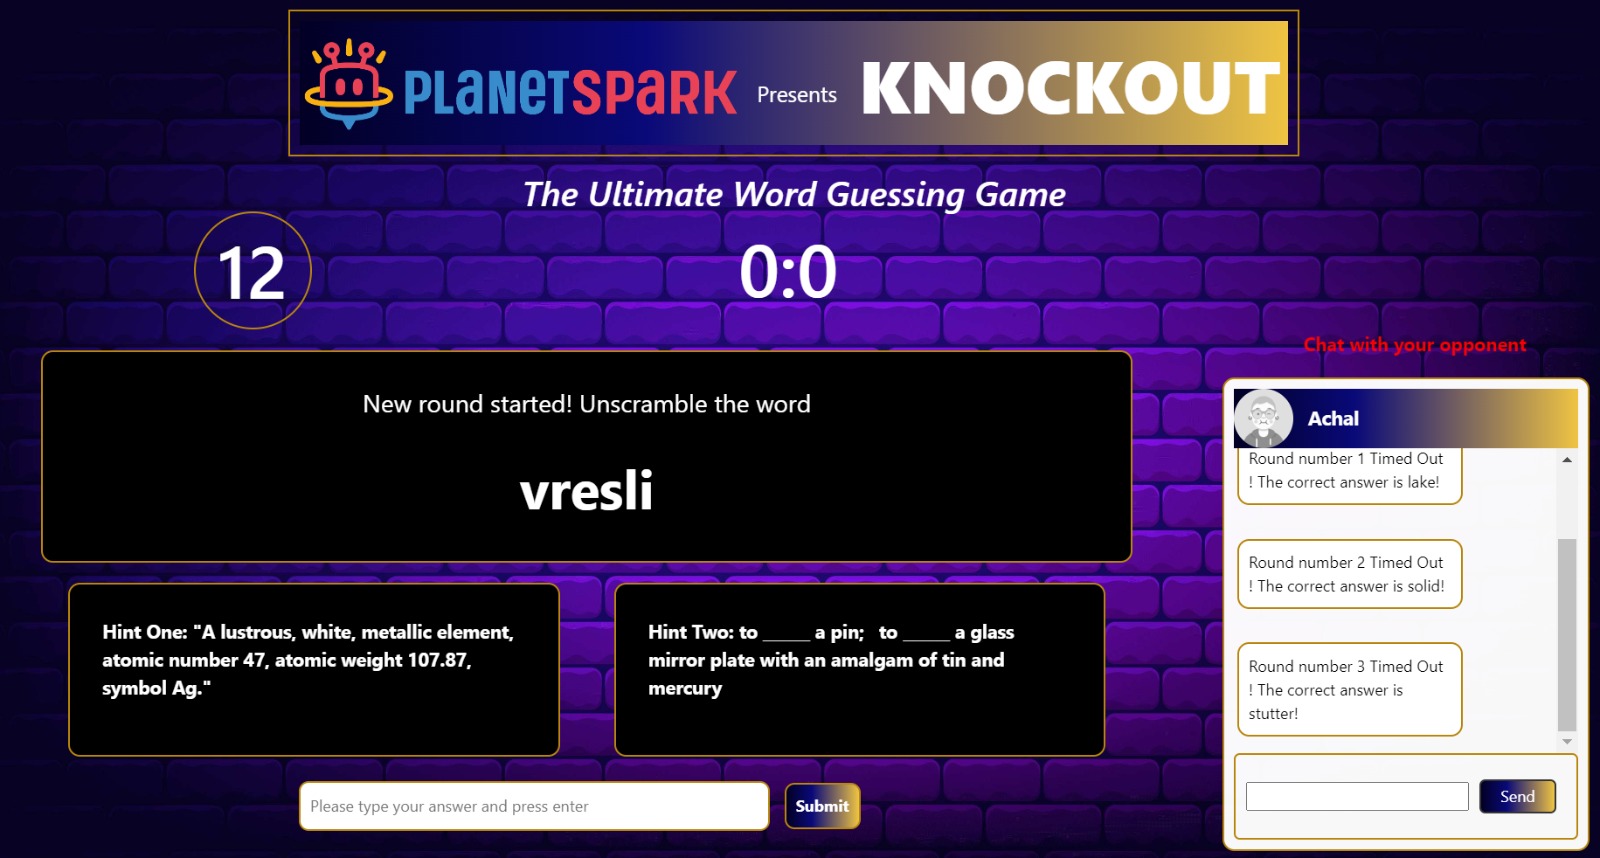 PLANETSPARK Presents KNOCKOUT
The Ultimate Word Guessing Game
12
0:0
New round started! Unscramble the word
vresli
Hint One: "A lustrous, white, metallic element,
atomic number 47, atomic weight 107.87,
symbol Ag."
Hint Two: to _____ a pin; to _____ a glass
mirror plate with an amalgam of tin and
mercury
Please type your answer and press enter
Submit
Chat with your opponent
Achal
Round number 1 Timed Out
! The correct answer is lake!
Round number 2 Timed Out
! The correct answer is solid!
Round number 3 Timed Out
! The correct answer is
stutter!
Send